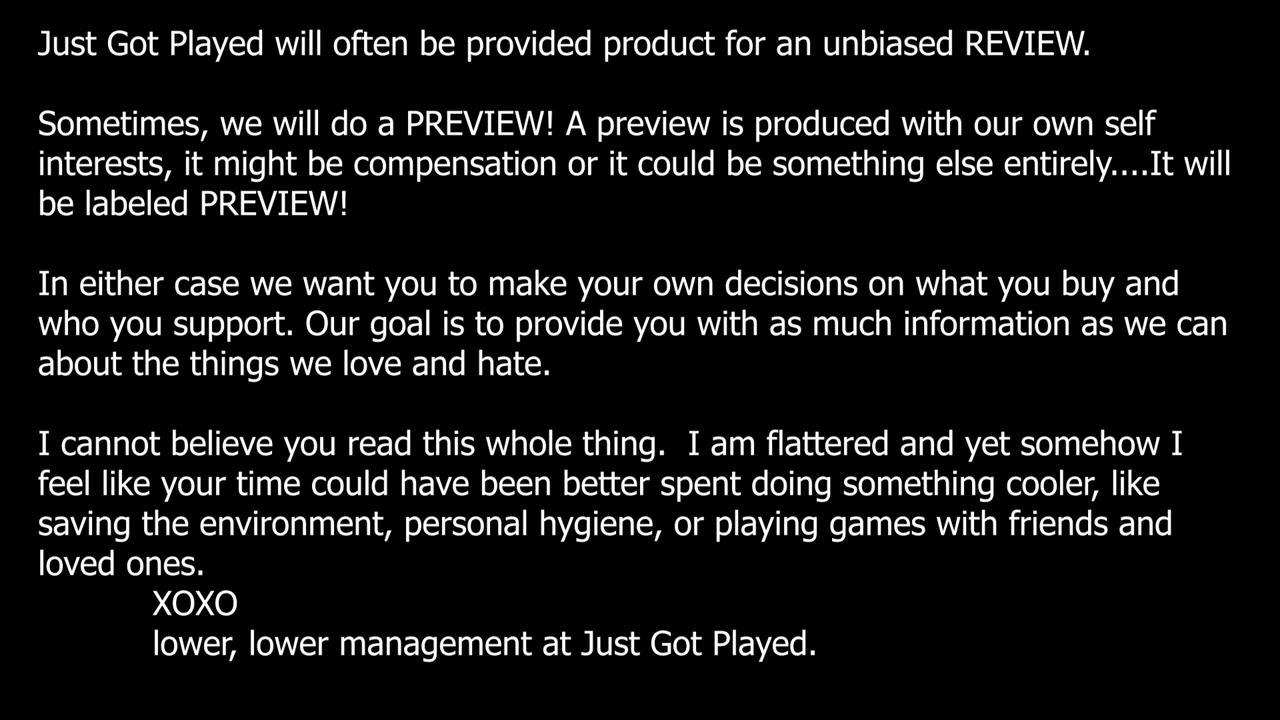 Just Got Played will often be provided product for an unbiased REVIEW.
Sometimes, we will do a PREVIEW! A preview is produced with our own self
interests, it might be compensation or it could be something else entirely....It will
be labeled PREVIEW!
In either case we want you to make your own decisions on what you buy and
who you support. Our goal is to provide you with as much information as we can
about the things we love and hate.
I cannot believe you read this whole thing.  I am flattered and yet somehow I
feel like your time could have been better spent doing something cooler, like
saving the environment, personal hygiene, or playing games with friends and
loved ones.
XOXO
lower, lower management at Just Got Played.